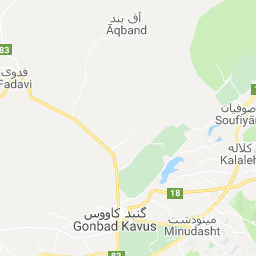 آق بند
Āqband
83
فدوی
Fadavi
صوفیان
Soufiyān
کلاله
Kalaleh
18
گنبد کاووس
Gonbad Kavus
مینودشت
Minudasht
83